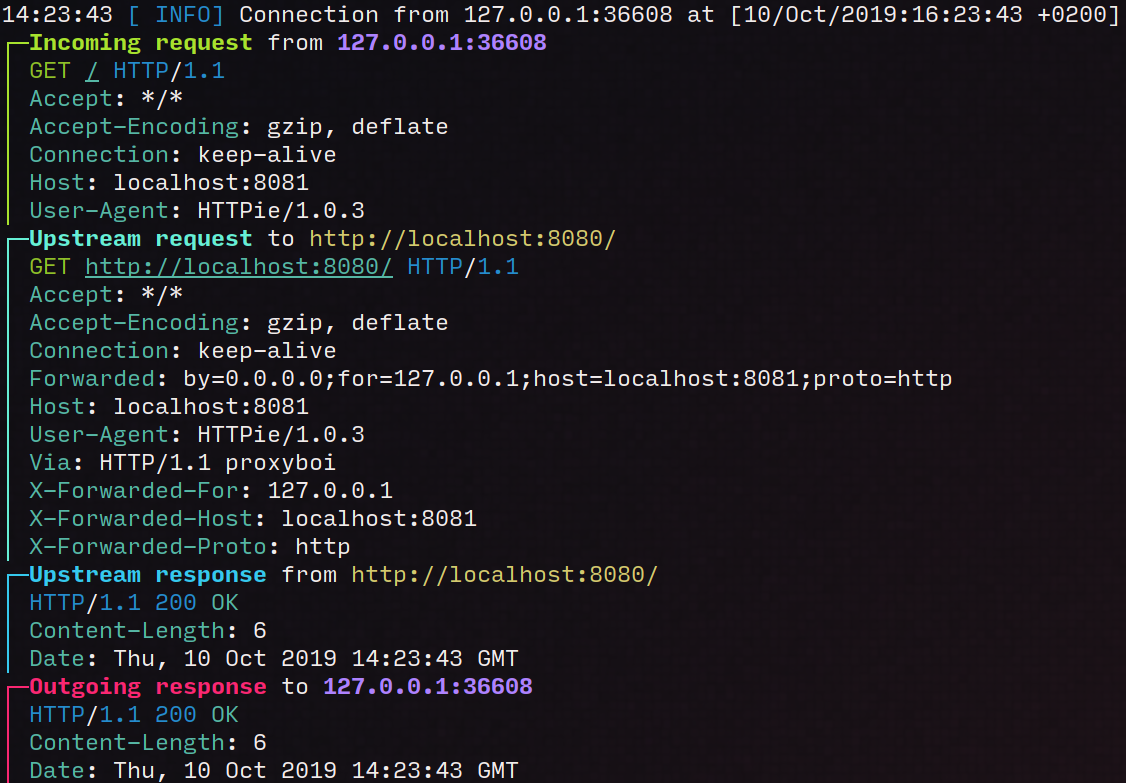 14:23:43 [ INFO] Connection from 127.0.0.1:36608 at [10/Oct/2019:16:23:43 +0200]
Incoming request from 127.0.0.1:36608
GET / HTTP/1.1
Accept: */*
Accept-Encoding: gzip, deflate
Connection: keep-alive
Host: localhost:8081
User-Agent: HTTPie/1.0.3
Upstream request to http://localhost:8080/
GET http://localhost:8080/ HTTP/1.1
Accept: */*
Accept-Encoding: gzip, deflate
Connection: keep-alive
Forwarded: by=0.0.0.0;for=127.0.0.1;host=localhost:8081;proto=http
Host: localhost:8081
User-Agent: HTTPie/1.0.3
Via: HTTP/1.1 proxyboi
X-Forwarded-For: 127.0.0.1
X-Forwarded-Host: localhost:8081
X-Forwarded-Proto: http
Upstream response from http://localhost:8080/
HTTP/1.1 200 OK
Content-Length: 6
Date: Thu, 10 Oct 2019 14:23:43 GMT
Outgoing response to 127.0.0.1:36608
HTTP/1.1 200 OK
Content-Length: 6
Date: Thu, 10 Oct 2019 14:23:43 GMT